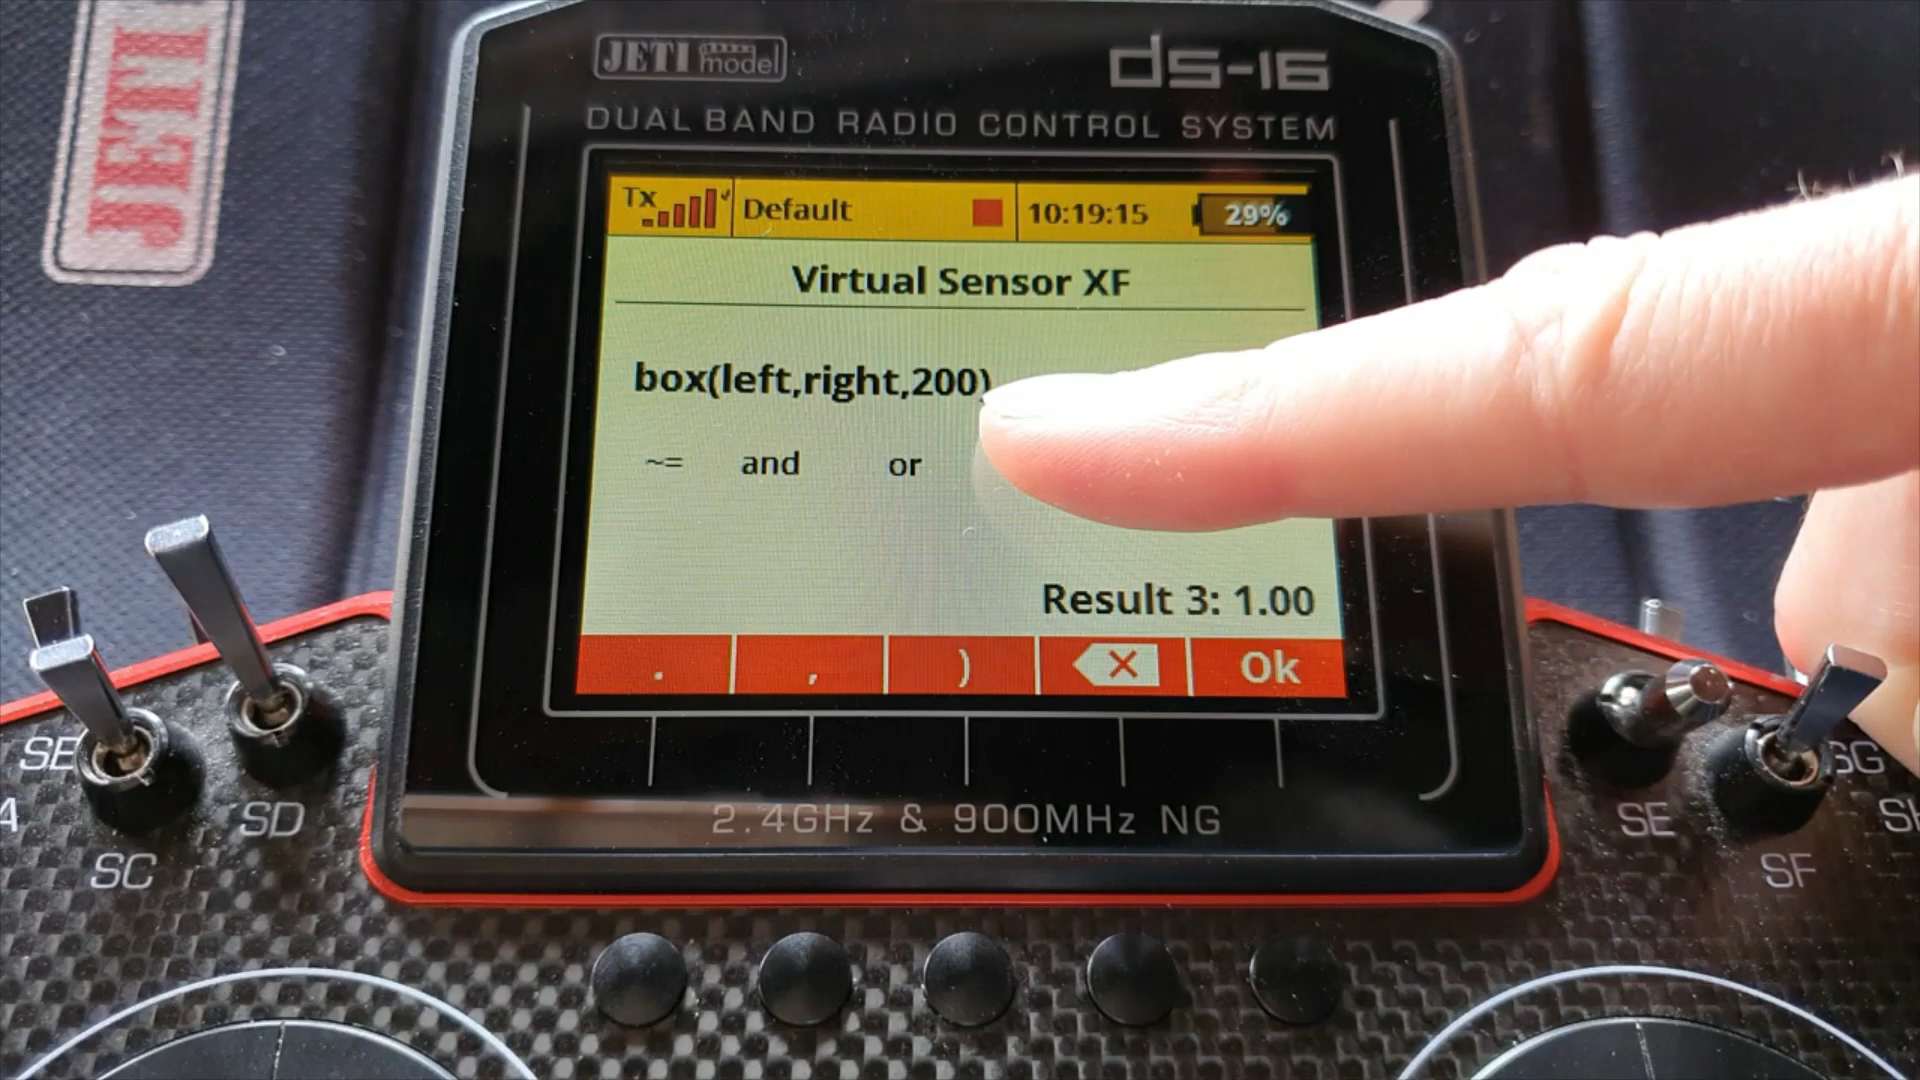 JETI
JETI model
ds-16
DUAL BAND RADIO CONTROL SYSTEM
Tx Default 10:19:15 29%
Virtual Sensor XF
box(left,right,200)
~= and or
Result 3: 1.00
. , ) Ok
2.4GHz & 900MHz NG
SD
SC
SE
SG
SF